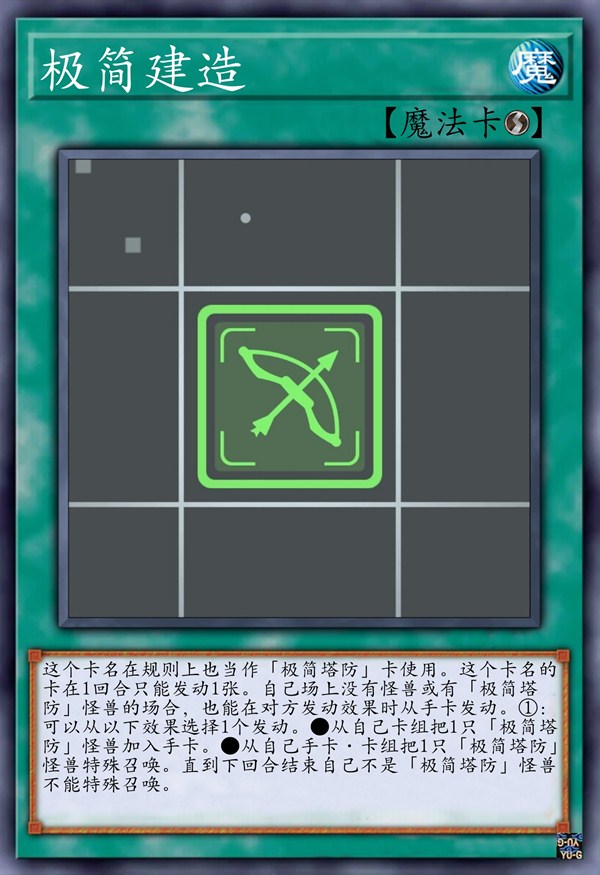 极简建造
魔
【魔法卡】
这个卡名在规则上也当作「极简塔防」卡使用。这个卡名的
卡在1回合只能发动1张。自己场上没有怪兽或有「极简塔
防」怪兽的场合，也能在对方发动效果时从手卡发动。①：
可以从以下效果选择1个发动。●从自己卡组把1只「极简塔
防」怪兽加入手卡。●从自己手卡·卡组把1只「极简塔防」
怪兽特殊召唤。直到下回合结束自己不是「极简塔防」怪兽
不能特殊召唤。
YU-G